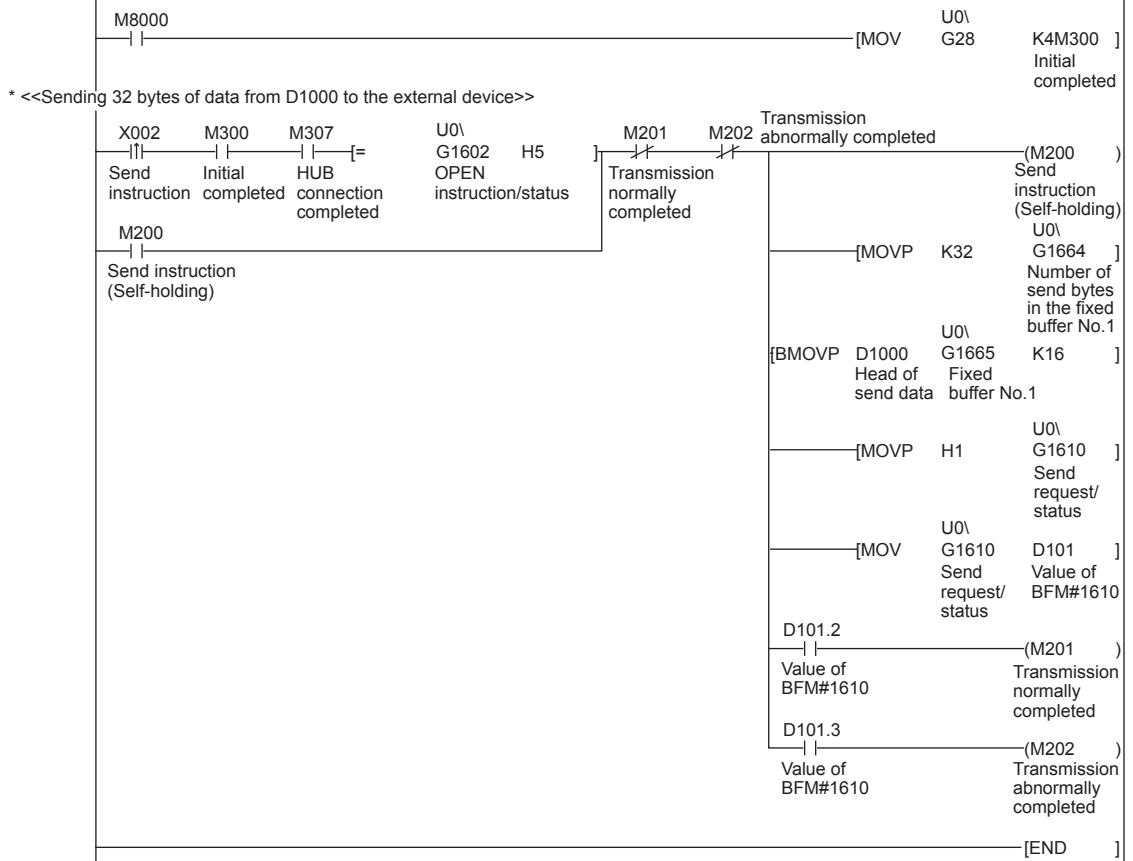 M8000
U0\
[MOV G28 K4M300 ]
Initial
completed
* <<Sending 32 bytes of data from D1000 to the external device>>
X002 M300 M307 [= U0\ G1602 H5 ] M201 M202
Send
instruction
Initial
completed
HUB
connection
completed
OPEN
instruction/status
Transmission
normally
completed
Transmission
abnormally completed
(M200 )
Send
instruction
(Self-holding)
M200
Send instruction
(Self-holding)
U0\
[MOVP K32 G1664 ]
Number of
send bytes
in the fixed
buffer No.1
U0\
[BMOVP D1000 G1665 K16 ]
Head of
send data
Fixed
buffer No.1
U0\
[MOVP H1 G1610 ]
Send
request/
status
U0\
[MOV G1610 D101 ]
Send
request/
status
Value of
BFM#1610
D101.2
(M201 )
Value of
BFM#1610
Transmission
normally
completed
D101.3
(M202 )
Value of
BFM#1610
Transmission
abnormally
completed
[END ]